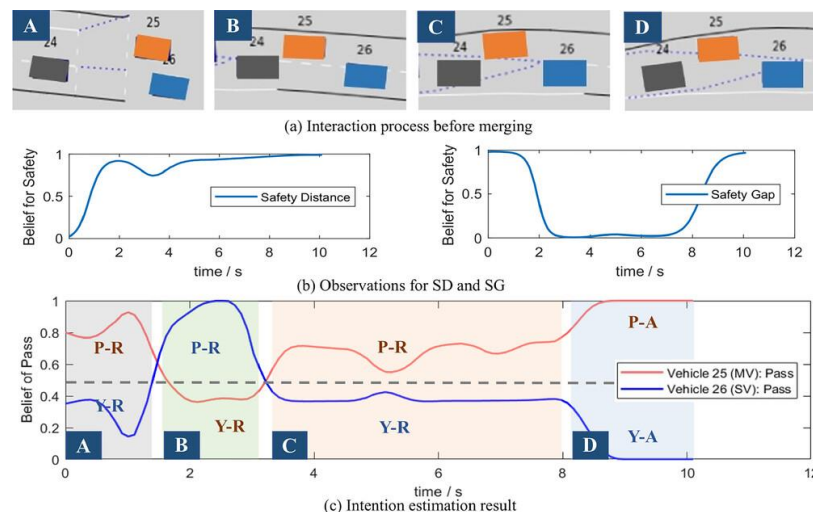 A
25
24
26
B
25
24
26
C
25
24
26
D
25
24
26
(a) Interaction process before merging
Belief for Safety
1
0.5
0
Safety Distance
0 2 4 6 8 10 12
time / s
Belief for Safety
1
0.5
0
Safety Gap
0 2 4 6 8 10 12
time / s
(b) Observations for SD and SG
Belief of Pass
1
0.8
0.6
0.4
0.2
0
P-R
P-R
P-R
P-A
Vehicle 25 (MV): Pass
Vehicle 26 (SV): Pass
Y-R
Y-R
Y-R
Y-A
A
B
C
D
0 2 4 6 8 10 12
time / s
(c) Intention estimation result